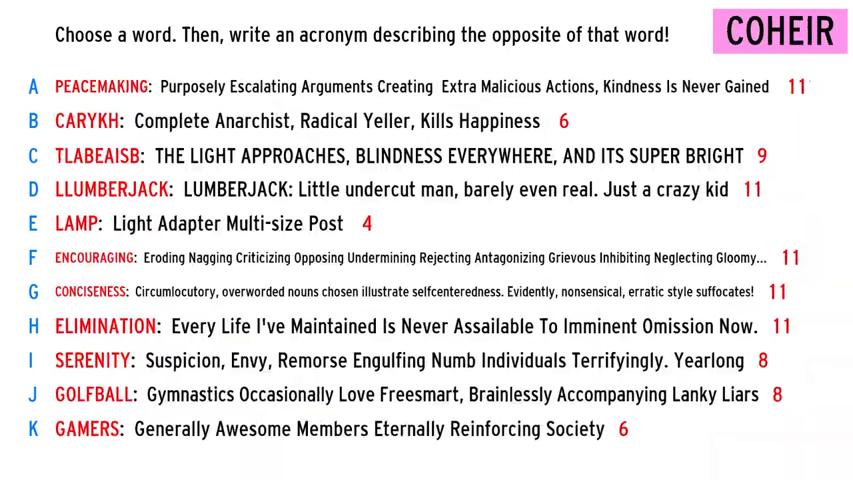 Choose a word. Then, write an acronym describing the opposite of that word!
COHEIR
A PEACEMAKING: Purposely Escalating Arguments Creating Extra Malicious Actions, Kindness Is Never Gained 11
B CARYKH: Complete Anarchist, Radical Yeller, Kills Happiness 6
C TLABEAISB: THE LIGHT APPROACHES, BLINDNESS EVERYWHERE, AND ITS SUPER BRIGHT 9
D LLUMBERJACK: LUMBERJACK: Little undercut man, barely even real. Just a crazy kid 11
E LAMP: Light Adapter Multi-size Post 4
F ENCOURAGING: Eroding Nagging Criticizing Opposing Undermining Rejecting Antagonizing Grievous Inhibiting Neglecting Gloomy... 11
G CONCISENESS: Circumlocutory, overworded nouns chosen illustrate selfcenteredness. Evidently, nonsensical, erratic style suffocates! 11
H ELIMINATION: Every Life I've Maintained Is Never Assailable To Imminent Omission Now. 11
I SERENITY: Suspicion, Envy, Remorse Engulfing Numb Individuals Terrifyingly. Yearlong 8
J GOLFBALL: Gymnastics Occasionally Love Freesmart, Brainlessly Accompanying Lanky Liars 8
K GAMERS: Generally Awesome Members Eternally Reinforcing Society 6